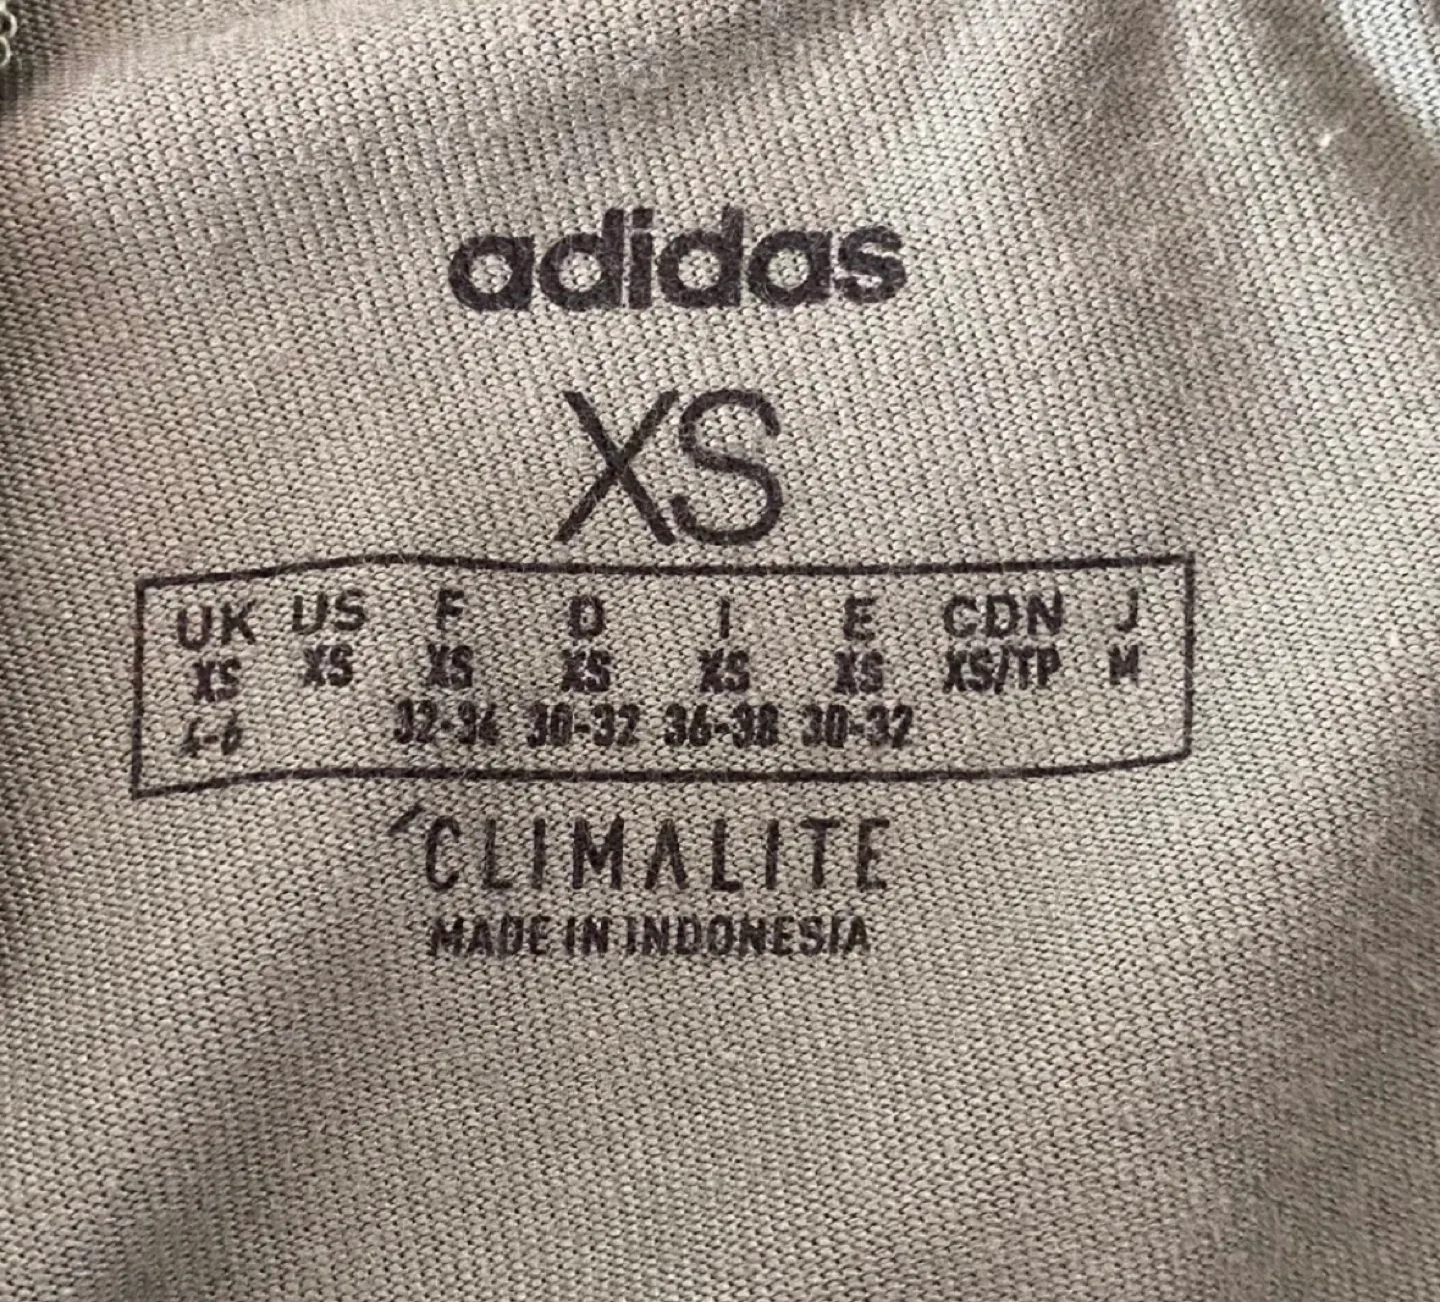 adidas
XS
UK US F D I E CDN J
XS XS XS XS XS XS XS/TP M
4-6 32-34 30-32 36-38 30-32
CLIMALITE
MADE IN INDONESIA